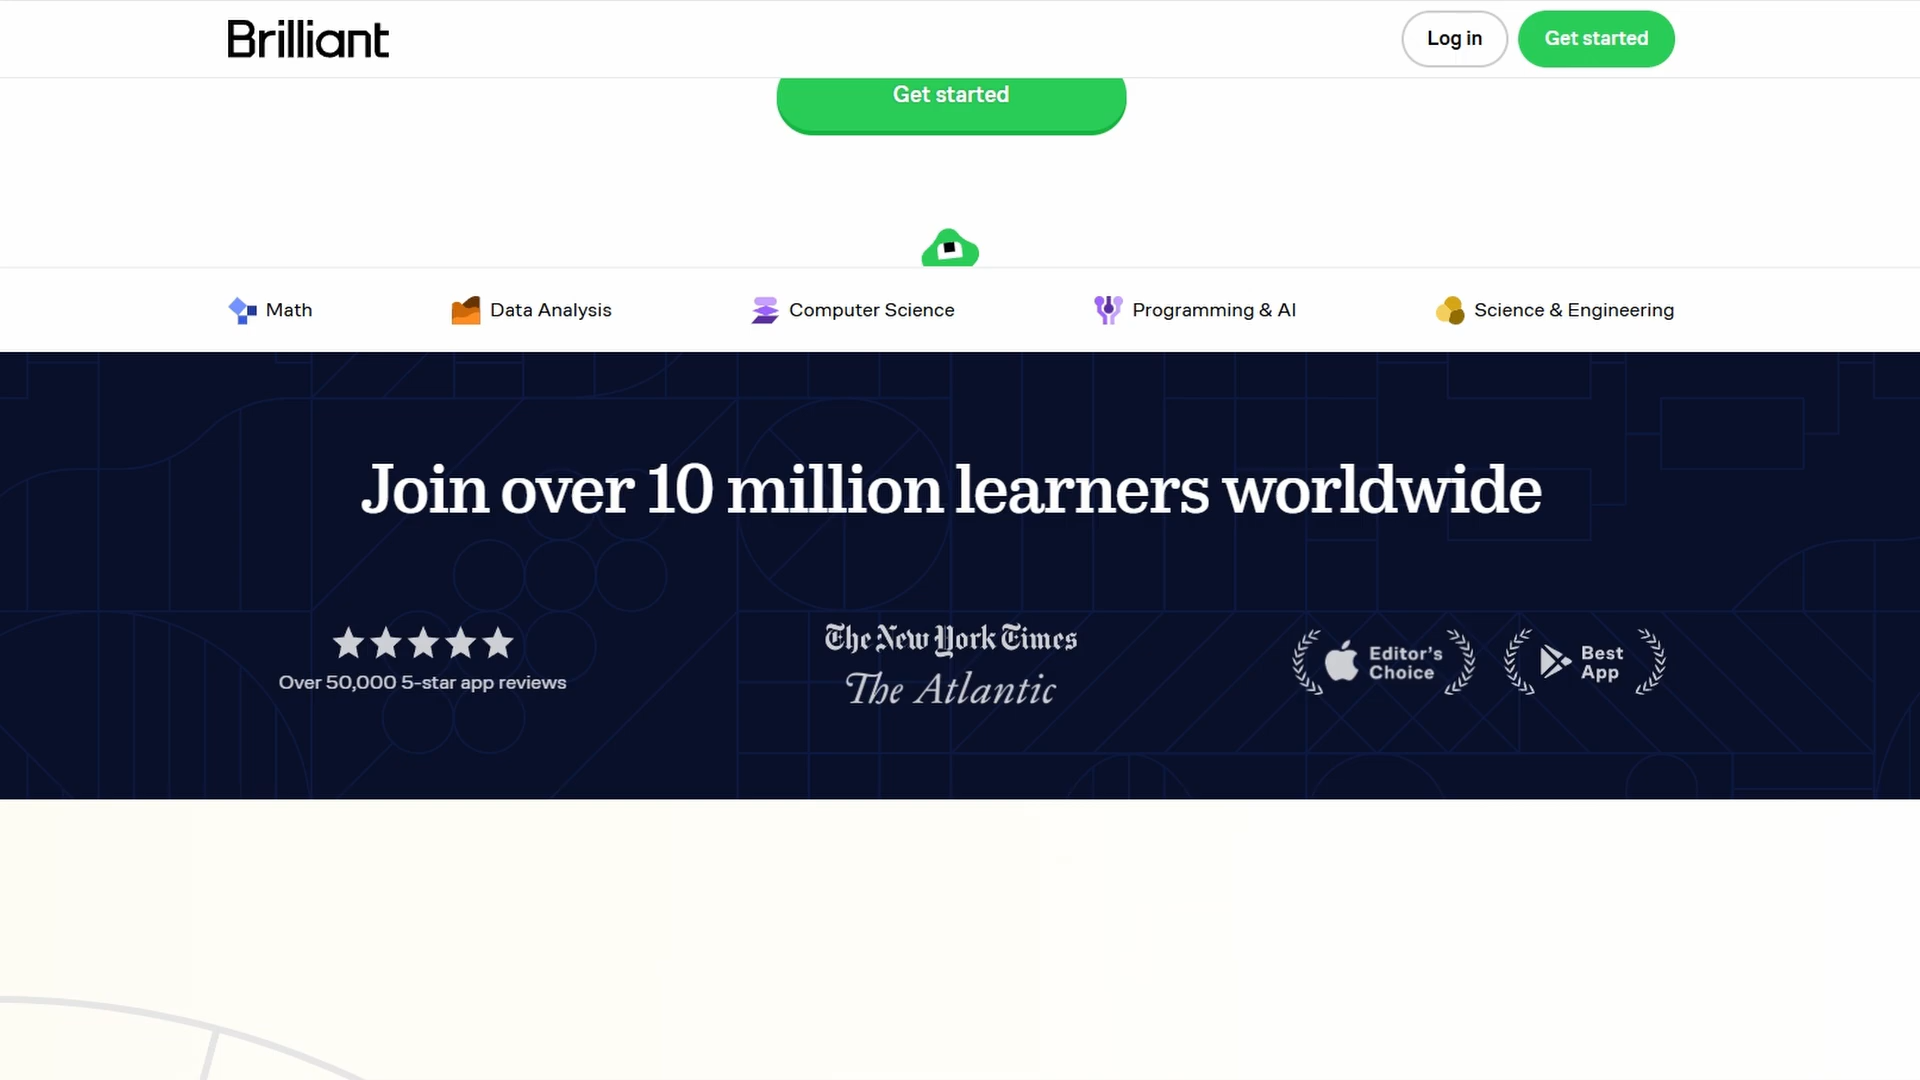 Brilliant
Log in
Get started
Get started
Math
Data Analysis
Computer Science
Programming & AI
Science & Engineering
Join over 10 million learners worldwide
Over 50,000 5-star app reviews
The New York Times
The Atlantic
Editor's
Choice
Best
App